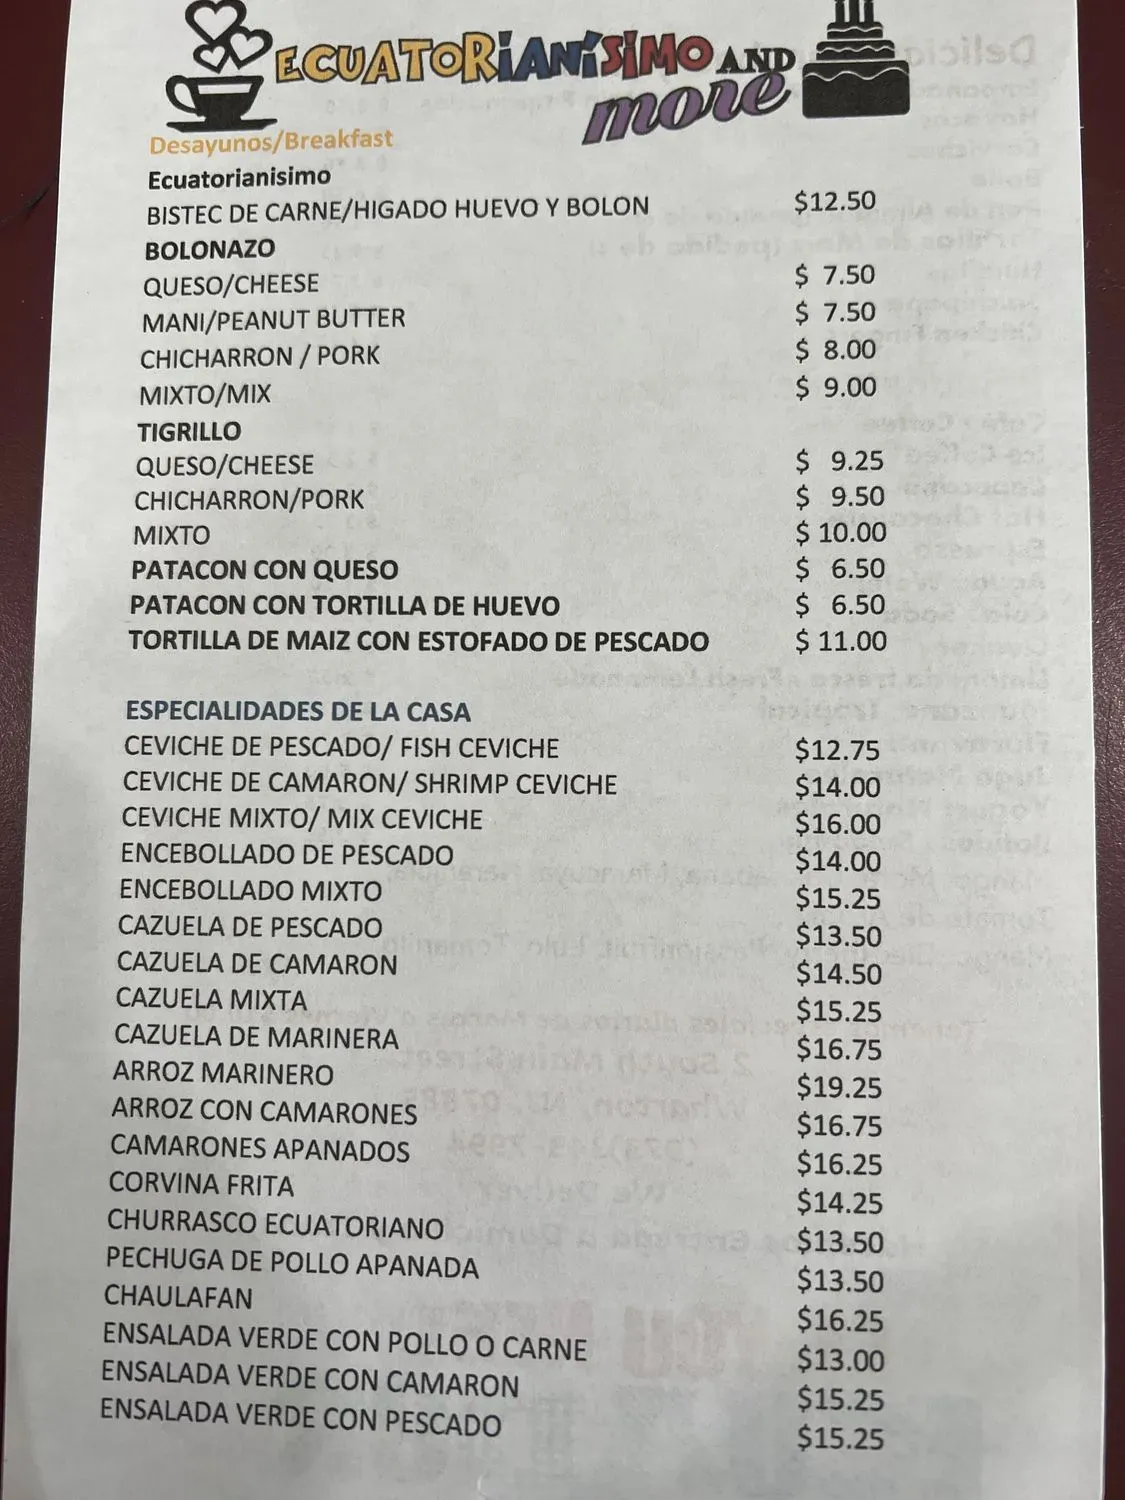 ECUATORIANÍSIMO AND
more
Desayunos/Breakfast
Ecuatorianisimo
BISTEC DE CARNE/HIGADO HUEVO Y BOLON $12.50
BOLONAZO
QUESO/CHEESE $ 7.50
MANI/PEANUT BUTTER $ 7.50
CHICHARRON / PORK $ 8.00
MIXTO/MIX $ 9.00
TIGRILLO
QUESO/CHEESE $ 9.25
CHICHARRON/PORK $ 9.50
MIXTO $ 10.00
PATACON CON QUESO $ 6.50
PATACON CON TORTILLA DE HUEVO $ 6.50
TORTILLA DE MAIZ CON ESTOFADO DE PESCADO $ 11.00
ESPECIALIDADES DE LA CASA
CEVICHE DE PESCADO/ FISH CEVICHE $12.75
CEVICHE DE CAMARON/ SHRIMP CEVICHE $14.00
CEVICHE MIXTO/ MIX CEVICHE $16.00
ENCEBOLLADO DE PESCADO $14.00
ENCEBOLLADO MIXTO $15.25
CAZUELA DE PESCADO $13.50
CAZUELA DE CAMARON $14.50
CAZUELA MIXTA $15.25
CAZUELA DE MARINERA $16.75
ARROZ MARINERO $19.25
ARROZ CON CAMARONES $16.75
CAMARONES APANADOS $16.25
CORVINA FRITA $14.25
CHURRASCO ECUATORIANO $13.50
PECHUGA DE POLLO APANADA $13.50
CHAULAFAN $16.25
ENSALADA VERDE CON POLLO O CARNE $13.00
ENSALADA VERDE CON CAMARON $15.25
ENSALADA VERDE CON PESCADO $15.25